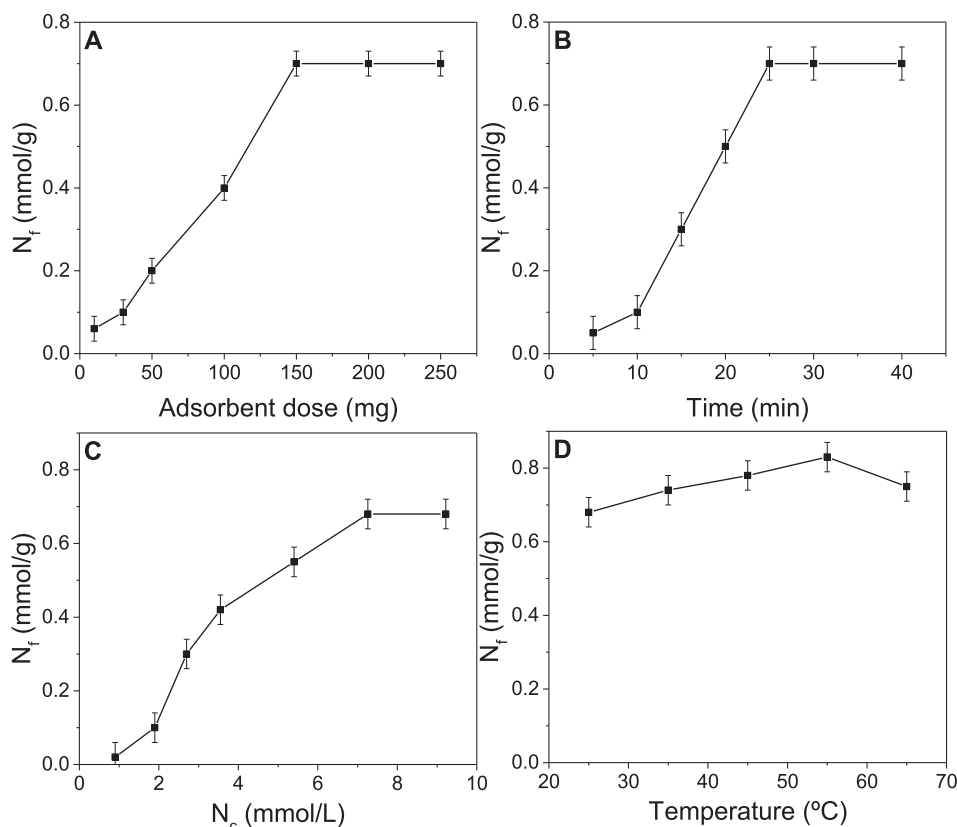 A
0.8
0.6
0.4
0.2
0.0
0 50 100 150 200 250
N_f (mmol/g)
Adsorbent dose (mg)
B
0.8
0.6
0.4
0.2
0.0
0 10 20 30 40
N_f (mmol/g)
Time (min)
C
0.8
0.6
0.4
0.2
0.0
0 2 4 6 8 10
N_f (mmol/g)
N_c (mmol/L)
D
0.8
0.6
0.4
0.2
0.0
20 30 40 50 60 70
N_f (mmol/g)
Temperature (ºC)